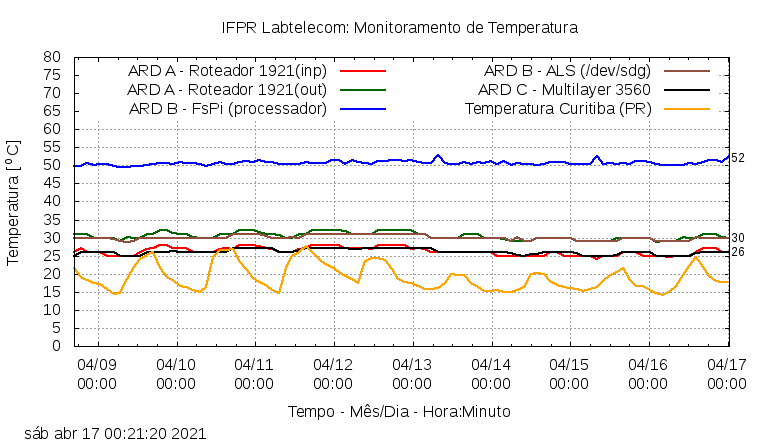 IFPR Labtelecom: Monitoramento de Temperatura
ARD A - Roteador 1921(inp)
ARD A - Roteador 1921(out)
ARD B - FsPi (processador)
ARD B - ALS (/dev/sdg)
ARD C - Multilayer 3560
Temperatura Curitiba (PR)
Temperatura [ ° C]
80
75
70
65
60
55
50
45
40
35
30
25
20
15
10
5
0
52
30
26
04/09 04/10 04/11 04/12 04/13 04/14 04/15 04/16 04/17
00:00 00:00 00:00 00:00 00:00 00:00 00:00 00:00 00:00
Tempo - Mês/Dia - Hora:Minuto
sáb abr 17 00:21:20 2021